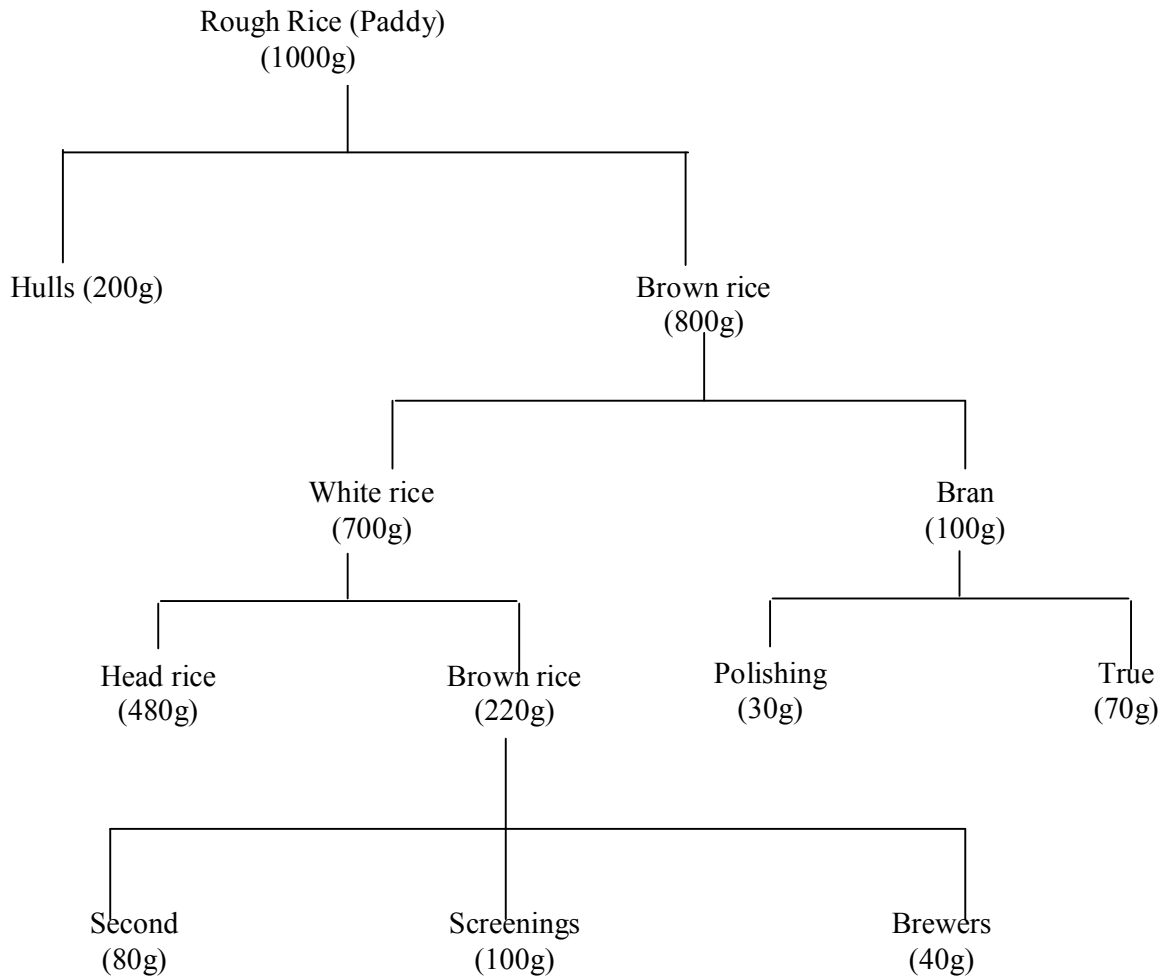 Rough Rice (Paddy)
(1000g)
Hulls (200g)
Brown rice
(800g)
White rice
(700g)
Bran
(100g)
Head rice
(480g)
Brown rice
(220g)
Polishing
(30g)
True
(70g)
Second
(80g)
Screenings
(100g)
Brewers
(40g)